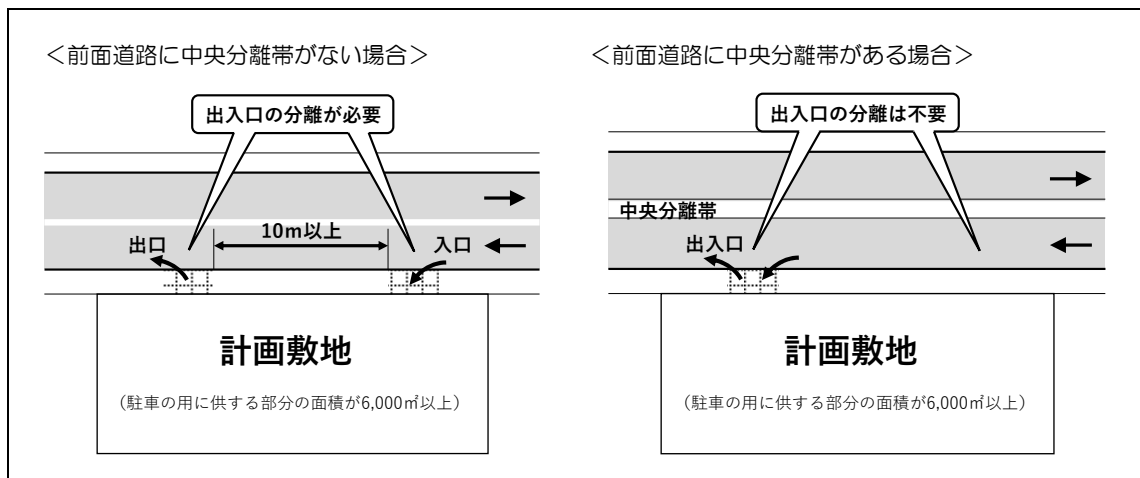 ＜前面道路に中央分離帯がない場合＞
出入口の分離が必要
10m以上
出口
入口
計画敷地
（駐車の用に供する部分の面積が6,000㎡以上）
＜前面道路に中央分離帯がある場合＞
出入口の分離は不要
中央分離帯
出入口
計画敷地
（駐車の用に供する部分の面積が6,000㎡以上）